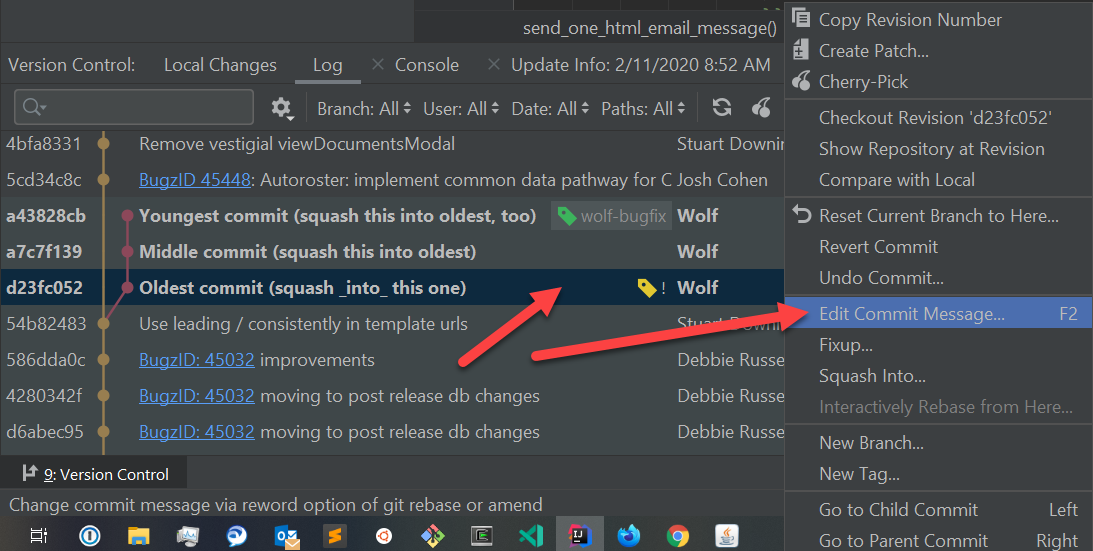 send_one_html_email_message()
Version Control: Local Changes Log Console Update Info: 2/11/2020 8:52 AM
Branch: All User: All Date: All Paths: All
4bfa8331 Remove vestigial viewDocumentsModal Stuart Downin
5cd34c8c BugzID 45448: Autoroster: implement common data pathway for C Josh Cohen
a43828cb Youngest commit (squash this into oldest, too) wolf-bugfix Wolf
a7c7f139 Middle commit (squash this into oldest) Wolf
d23fc052 Oldest commit (squash _into_ this one) ! Wolf
54b82483 Use leading / consistently in template urls Stuart Downi
586dda0c BugzID: 45032 improvements Debbie Russe
4280342f BugzID: 45032 moving to post release db changes Debbie Russe
d6abec95 BugzID: 45032 moving to post release db changes Debbie Russe
9: Version Control
Change commit message via reword option of git rebase or amend
Copy Revision Number
Create Patch...
Cherry-Pick
Checkout Revision 'd23fc052'
Show Repository at Revision
Compare with Local
Reset Current Branch to Here...
Revert Commit
Undo Commit...
Edit Commit Message... F2
Fixup...
Squash Into...
Interactively Rebase from Here...
New Branch...
New Tag...
Go to Child Commit Left
Go to Parent Commit Right
IJ